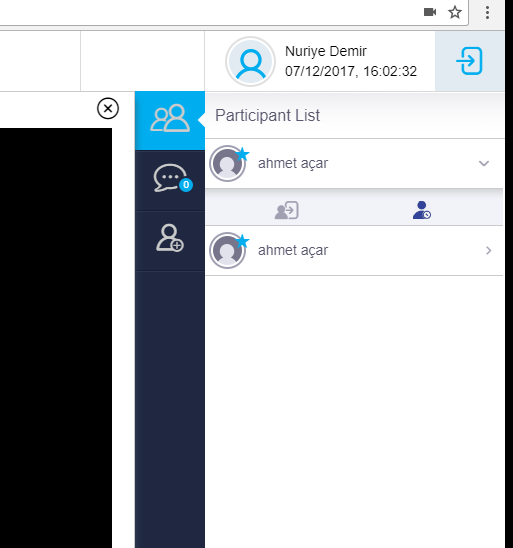 Nuriye Demir
07/12/2017, 16:02:32
Participant List
ahmet açar
0
ahmet açar